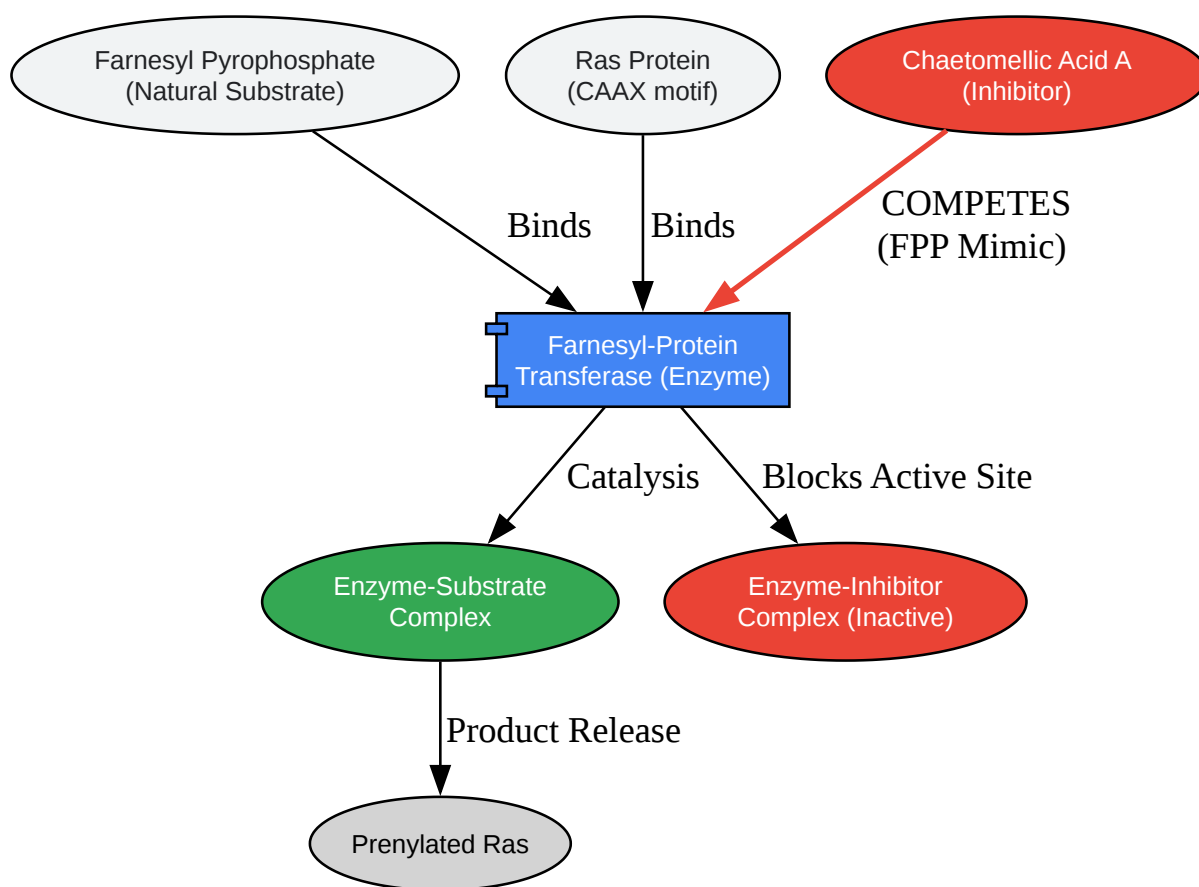 Farnesyl Pyrophosphate
(Natural Substrate)
Ras Protein
(CAAX motif)
Chaetomellic Acid A
(Inhibitor)
Binds
Binds
COMPETES
(FPP Mimic)
Farnesyl-Protein
Transferase (Enzyme)
Catalysis
Blocks Active Site
Enzyme-Substrate
Complex
Enzyme-Inhibitor
Complex (Inactive)
Product Release
Prenylated Ras